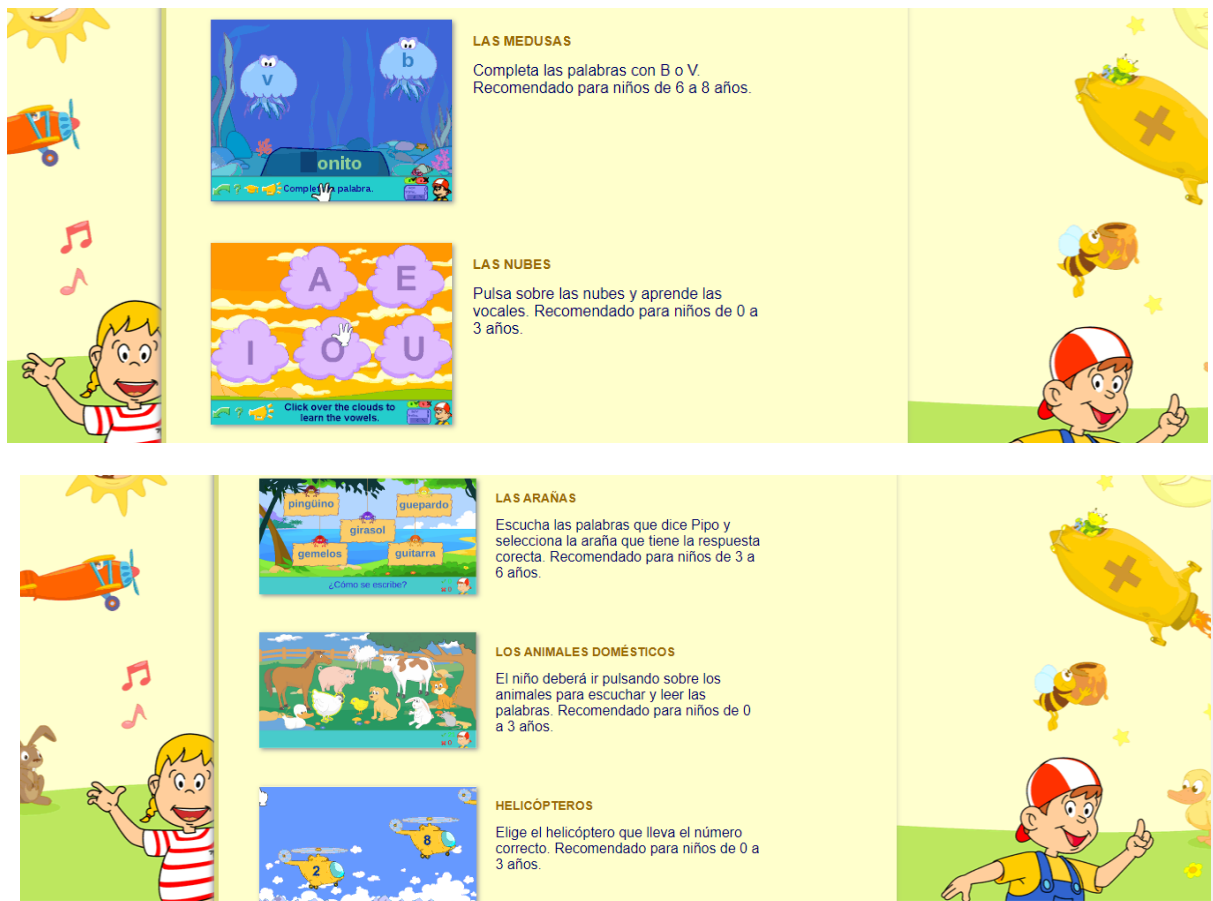 v
b
onito
Completa la palabra.
LAS MEDUSAS
Completa las palabras con B o V.
Recomendado para niños de 6 a 8 años.
A E
I O U
Click over the clouds to
learn the vowels.
LAS NUBES
Pulsa sobre las nubes y aprende las
vocales. Recomendado para niños de 0 a
3 años.
pingüino
guepardo
girasol
gemelos
guitarra
¿Cómo se escribe?
LAS ARAÑAS
Escucha las palabras que dice Pipo y
selecciona la araña que tiene la respuesta
corecta. Recomendado para niños de 3 a
6 años.
LOS ANIMALES DOMÉSTICOS
El niño deberá ir pulsando sobre los
animales para escuchar y leer las
palabras. Recomendado para niños de 0
a 3 años.
8
2
HELICÓPTEROS
Elige el helicóptero que lleva el número
correcto. Recomendado para niños de 0 a
3 años.